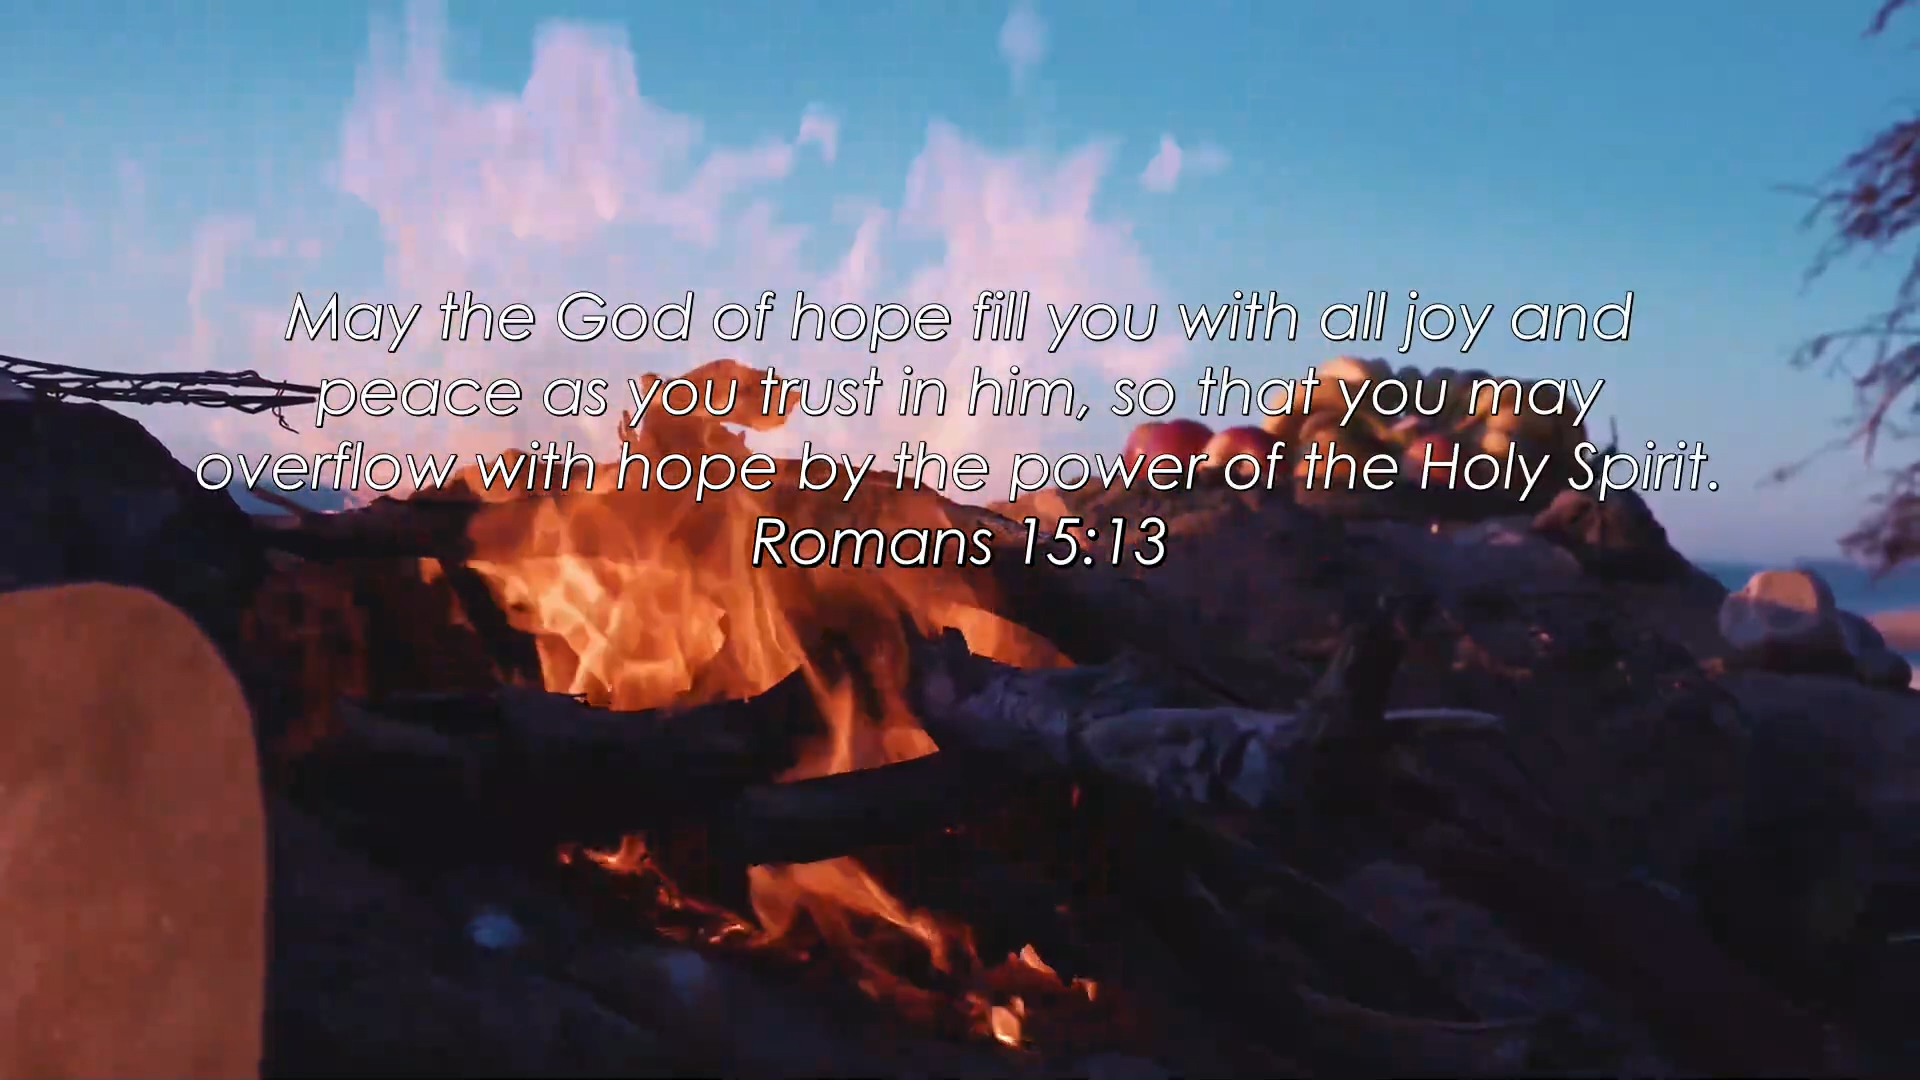 May the God of hope fill you with all joy and
peace as you trust in him, so that you may
overflow with hope by the power of the Holy Spirit.
Romans 15:13